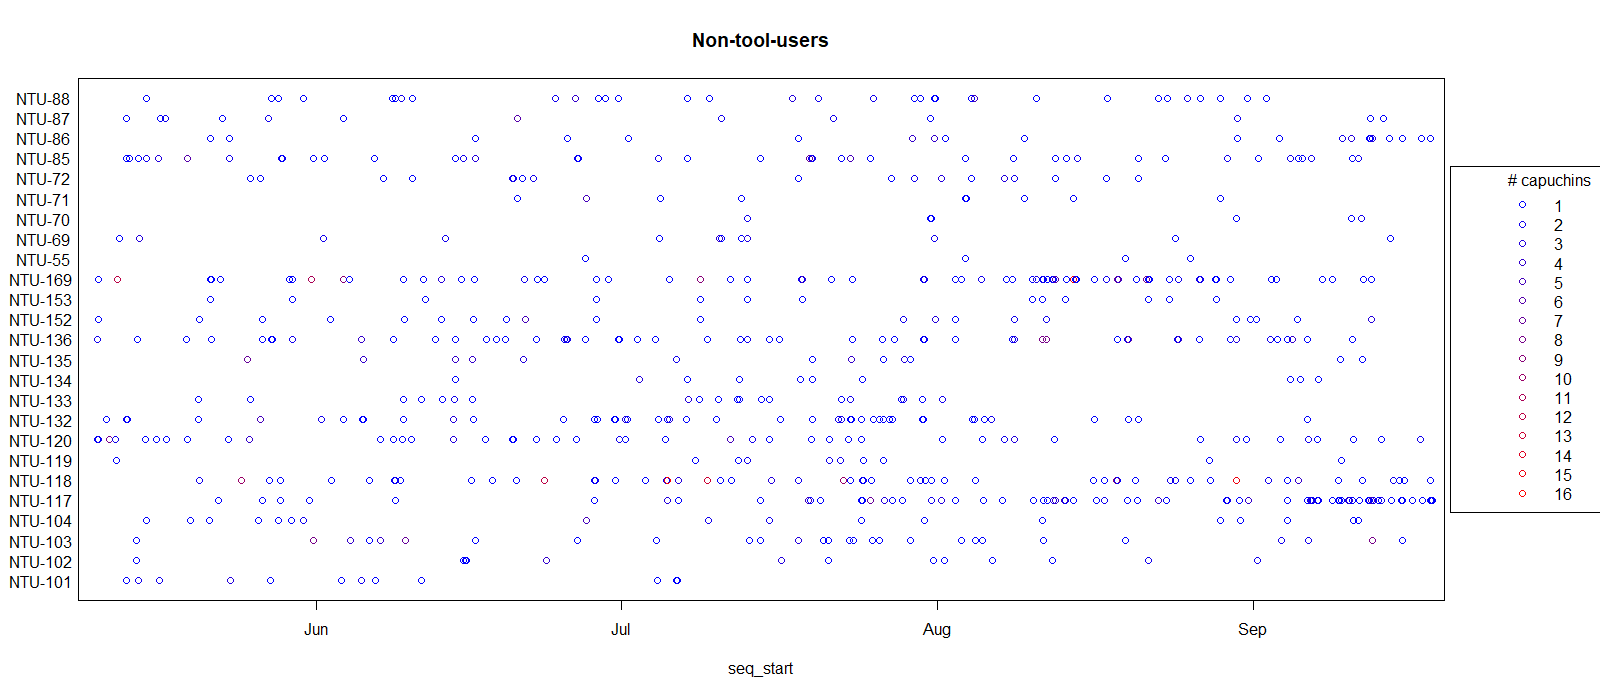 Non-tool-users
NTU-88
NTU-87
NTU-86
NTU-85
NTU-72
NTU-71
NTU-70
NTU-69
NTU-55
NTU-169
NTU-153
NTU-152
NTU-136
NTU-135
NTU-134
NTU-133
NTU-132
NTU-120
NTU-119
NTU-118
NTU-117
NTU-104
NTU-103
NTU-102
NTU-101
Jun Jul Aug Sep
seq_start
# capuchins
1
2
3
4
5
6
7
8
9
10
11
12
13
14
15
16